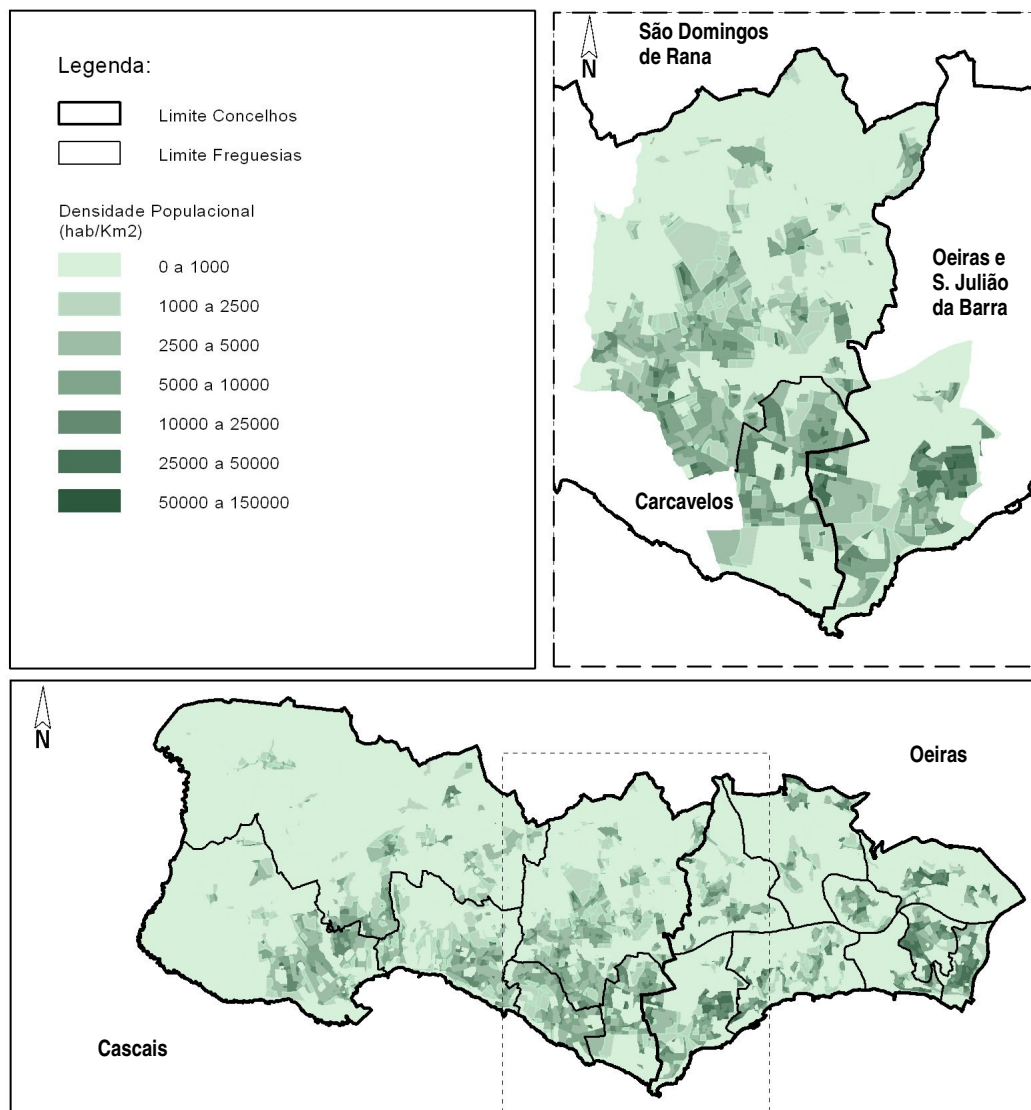 Legenda:
Limite Concelhos
Limite Freguesias
Densidade Populacional
(hab/Km2)
0 a 1000
1000 a 2500
2500 a 5000
5000 a 10000
10000 a 25000
25000 a 50000
50000 a 150000
N
São Domingos
de Rana
Oeiras e
S. Julião
da Barra
Carcavelos
N
Oeiras
Cascais